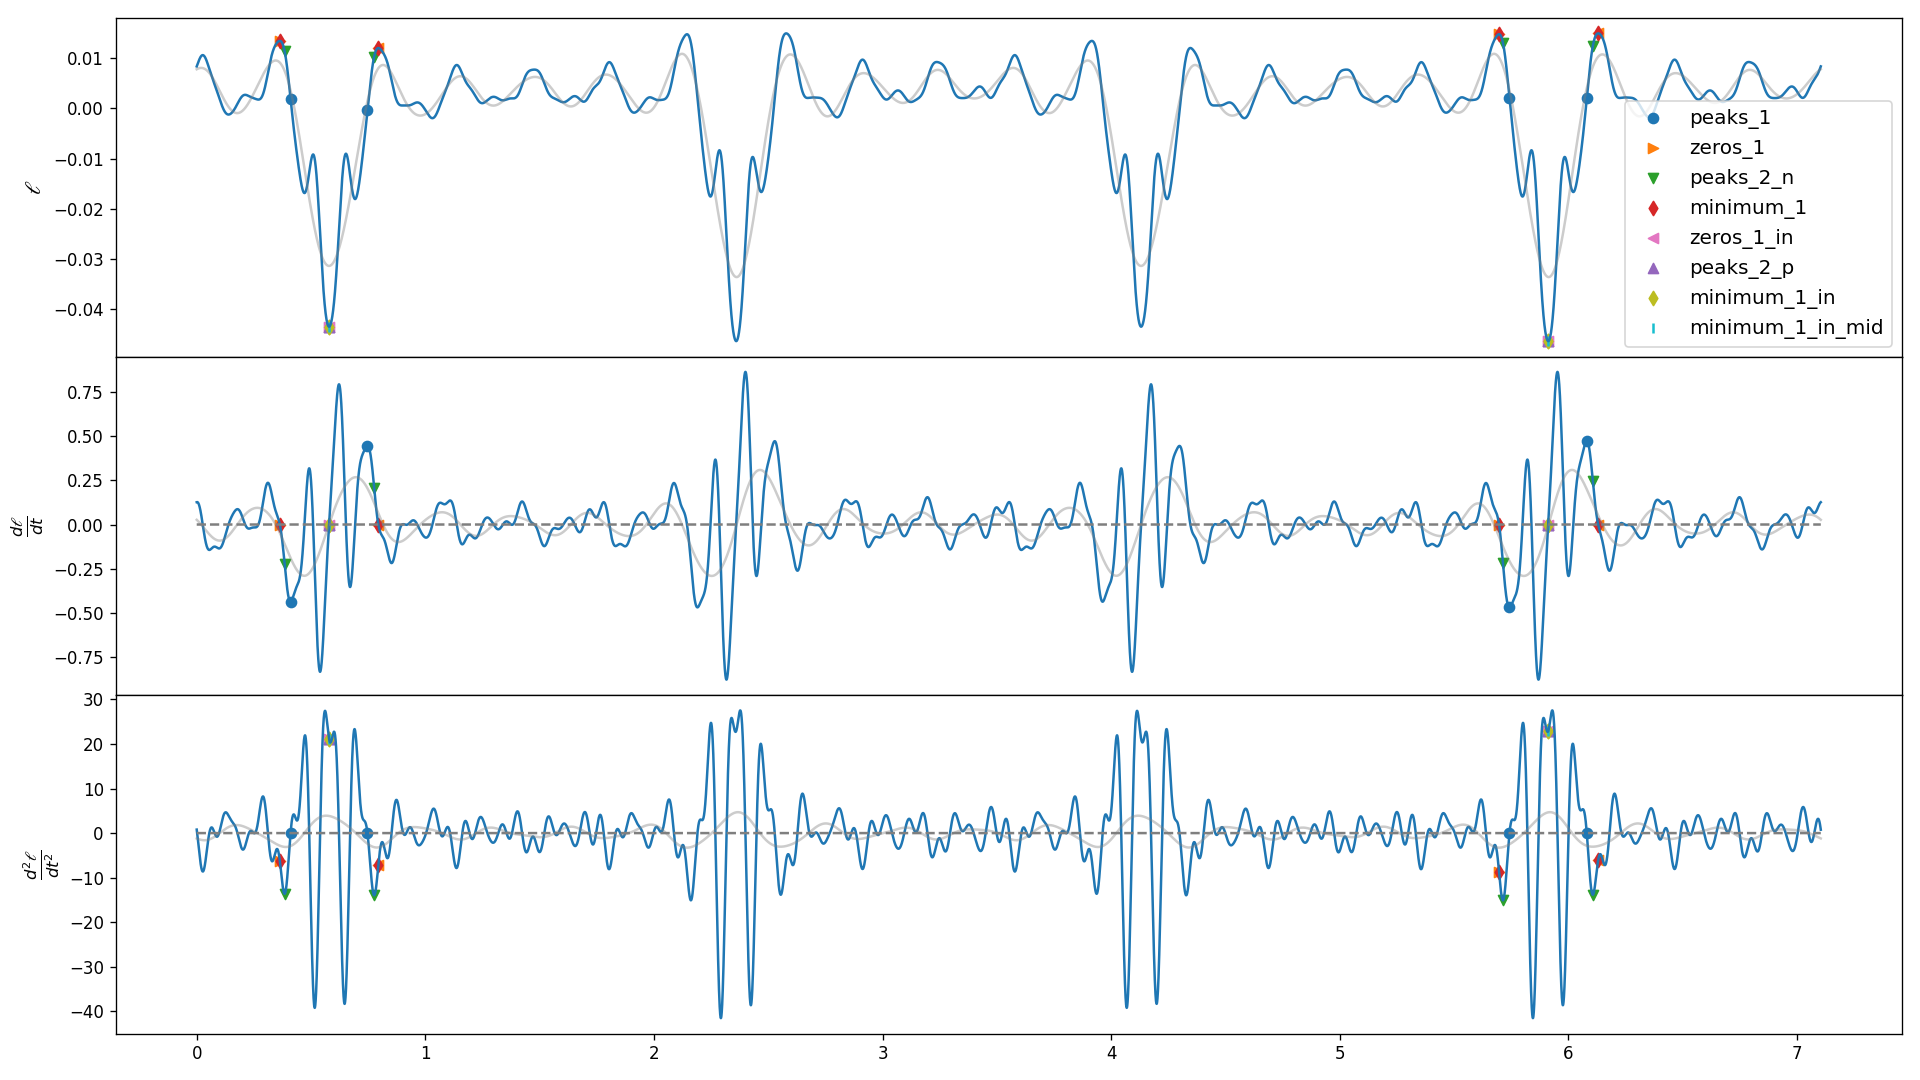 0.01
0.00
−0.01
−0.02
−0.03
−0.04
ℓ
peaks_1
zeros_1
peaks_2_n
minimum_1
zeros_1_in
peaks_2_p
minimum_1_in
minimum_1_in_mid
0.75
0.50
0.25
0.00
−0.25
−0.50
−0.75
dℓ
dt
30
20
10
0
−10
−20
−30
−40
d²ℓ
dt²
0 1 2 3 4 5 6 7